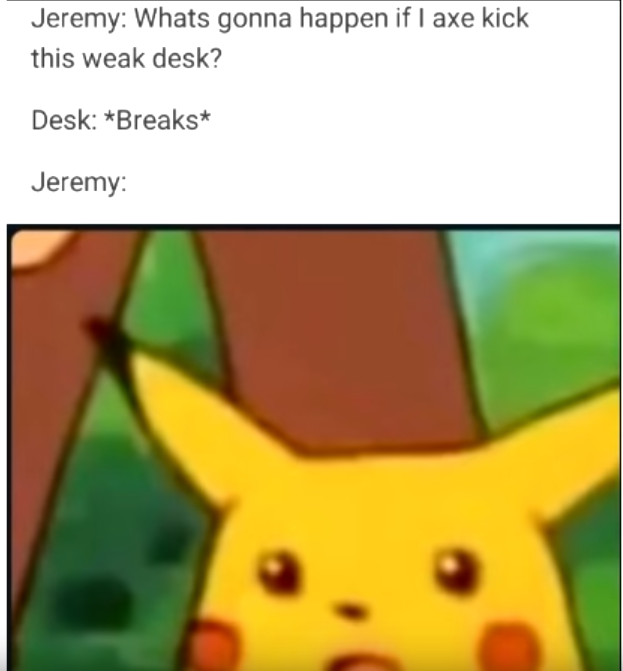 Jeremy: Whats gonna happen if I axe kick
this weak desk?
Desk: *Breaks*
Jeremy: